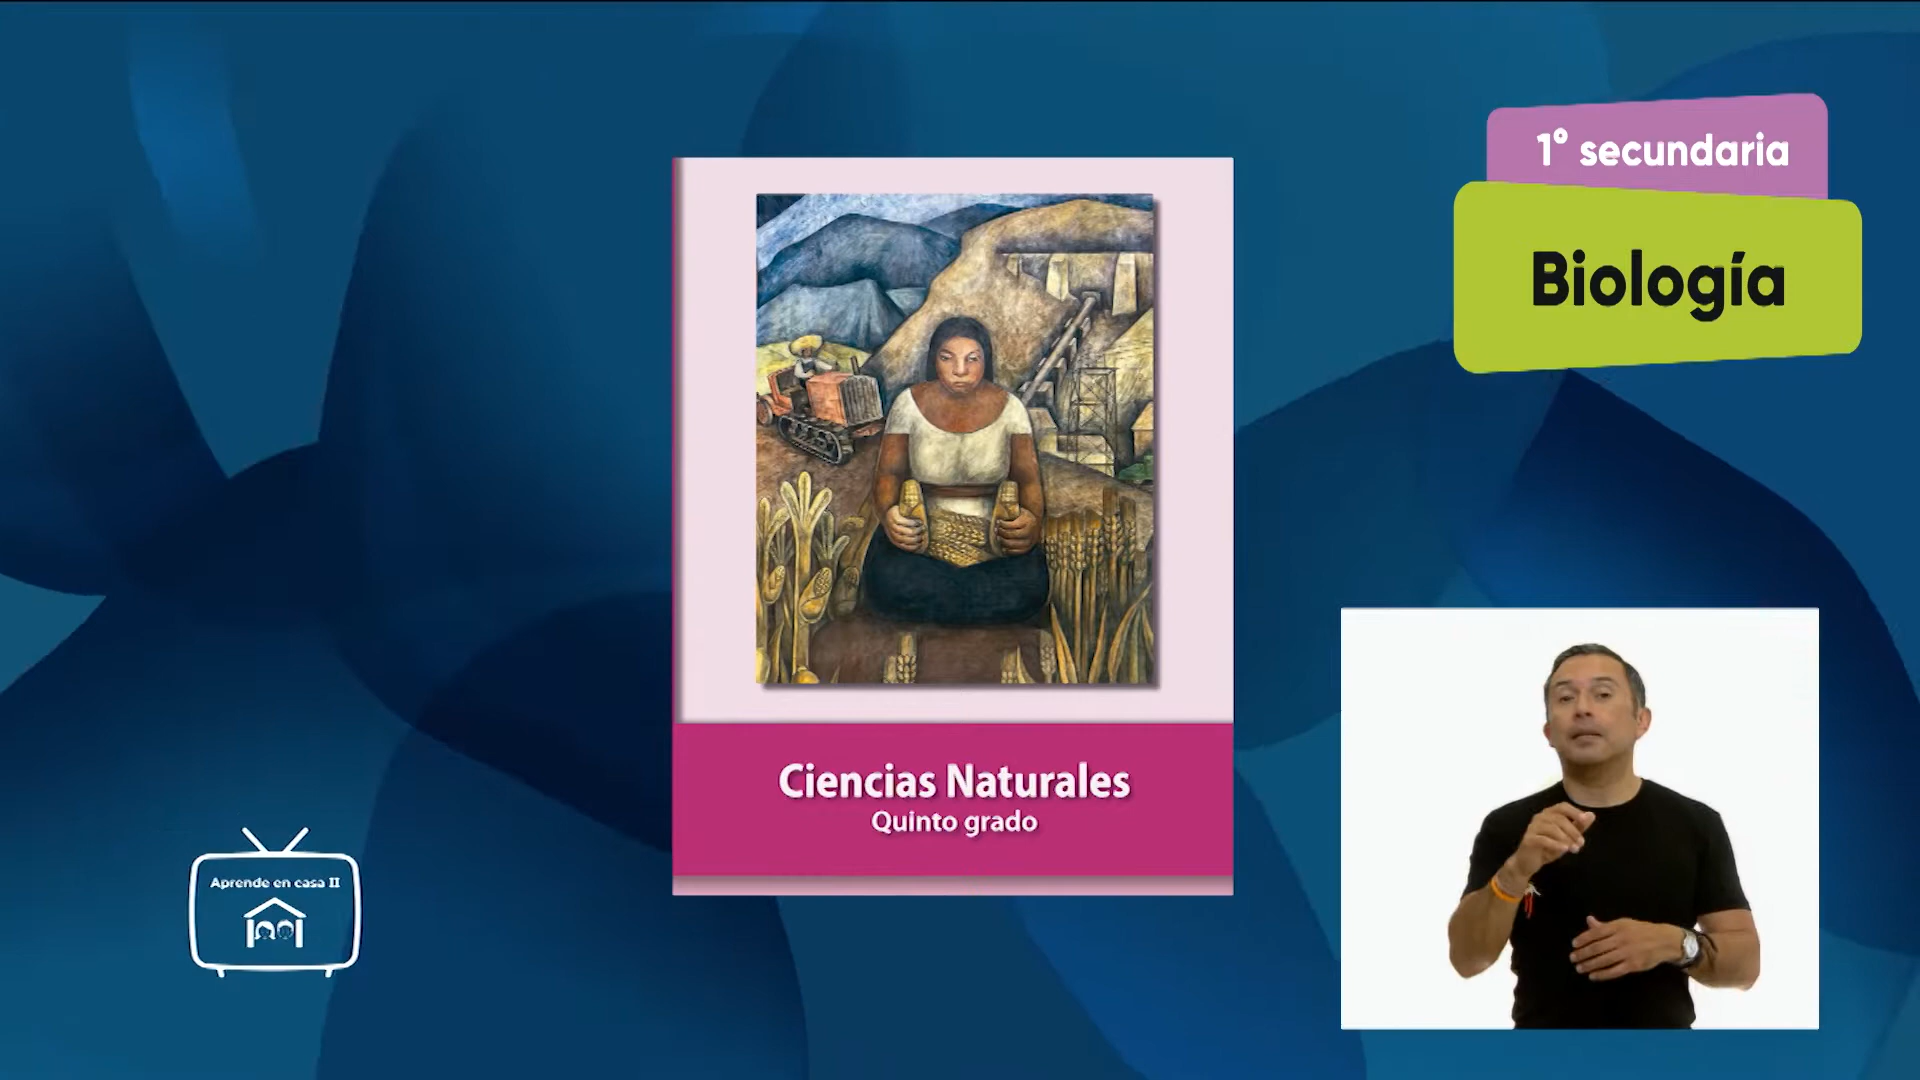 1° secundaria
Biología
Ciencias Naturales
Quinto grado
Aprende en casa II